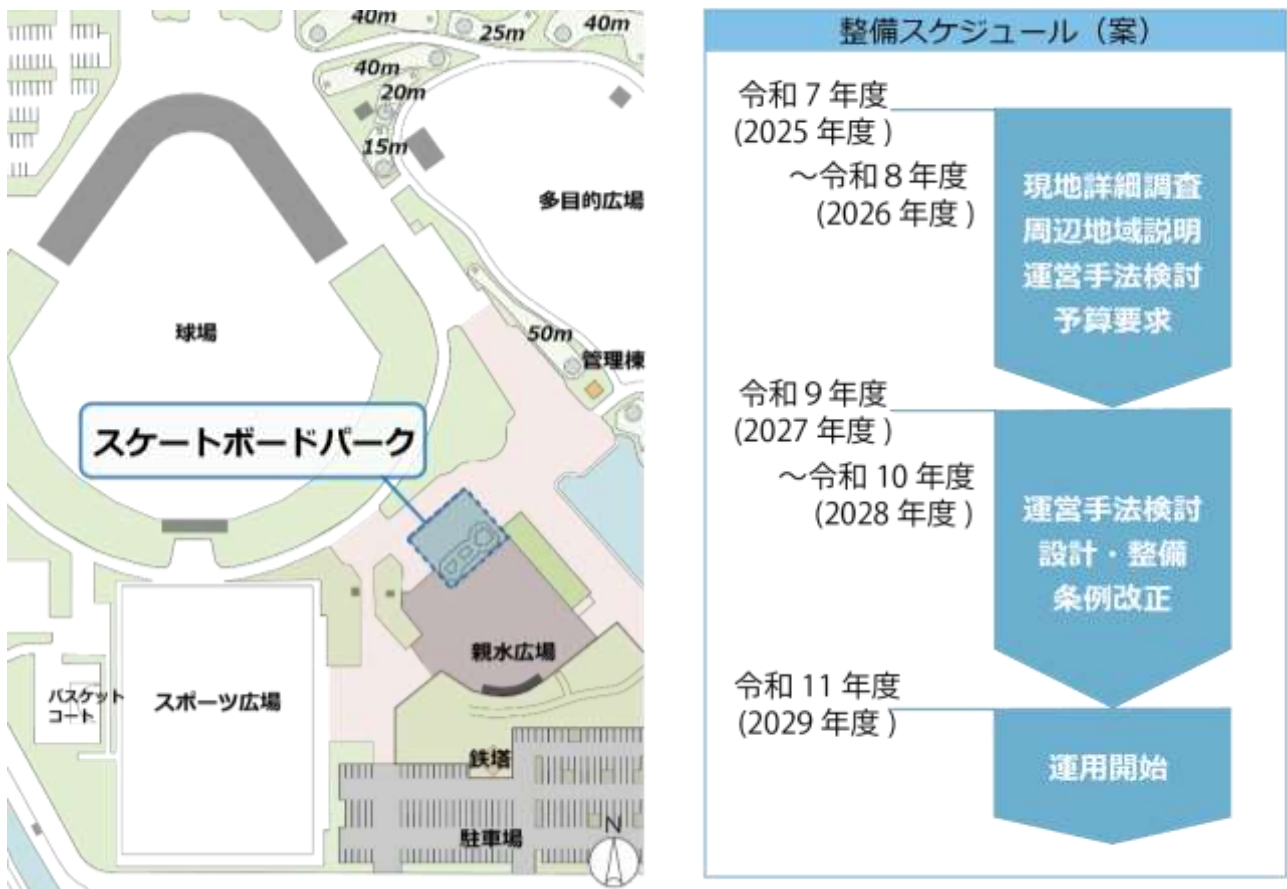 40m
25m
40m
40m
20m
15m
多目的広場
球場
50m
管理棟
スケートボードパーク
親水広場
バスケット
コート
スポーツ広場
鉄塔
駐車場
N
整備スケジュール（案）
令和 7 年度
(2025 年度 )
～令和 8 年度
(2026 年度 )
現地詳細調査
周辺地域説明
運営手法検討
予算要求
令和 9 年度
(2027 年度 )
～令和 10 年度
(2028 年度 )
運営手法検討
設計・整備
条例改正
令和 11 年度
(2029 年度 )
運用開始